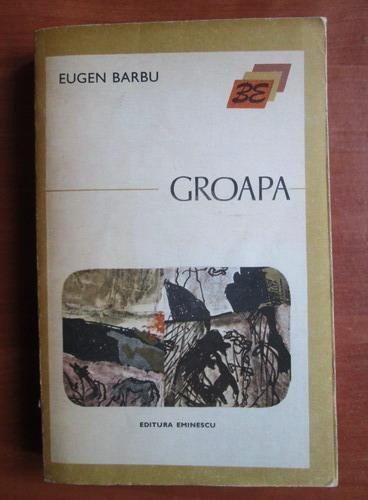 EUGEN BARBU
BE
GROAPA
EDITURA EMINESCU